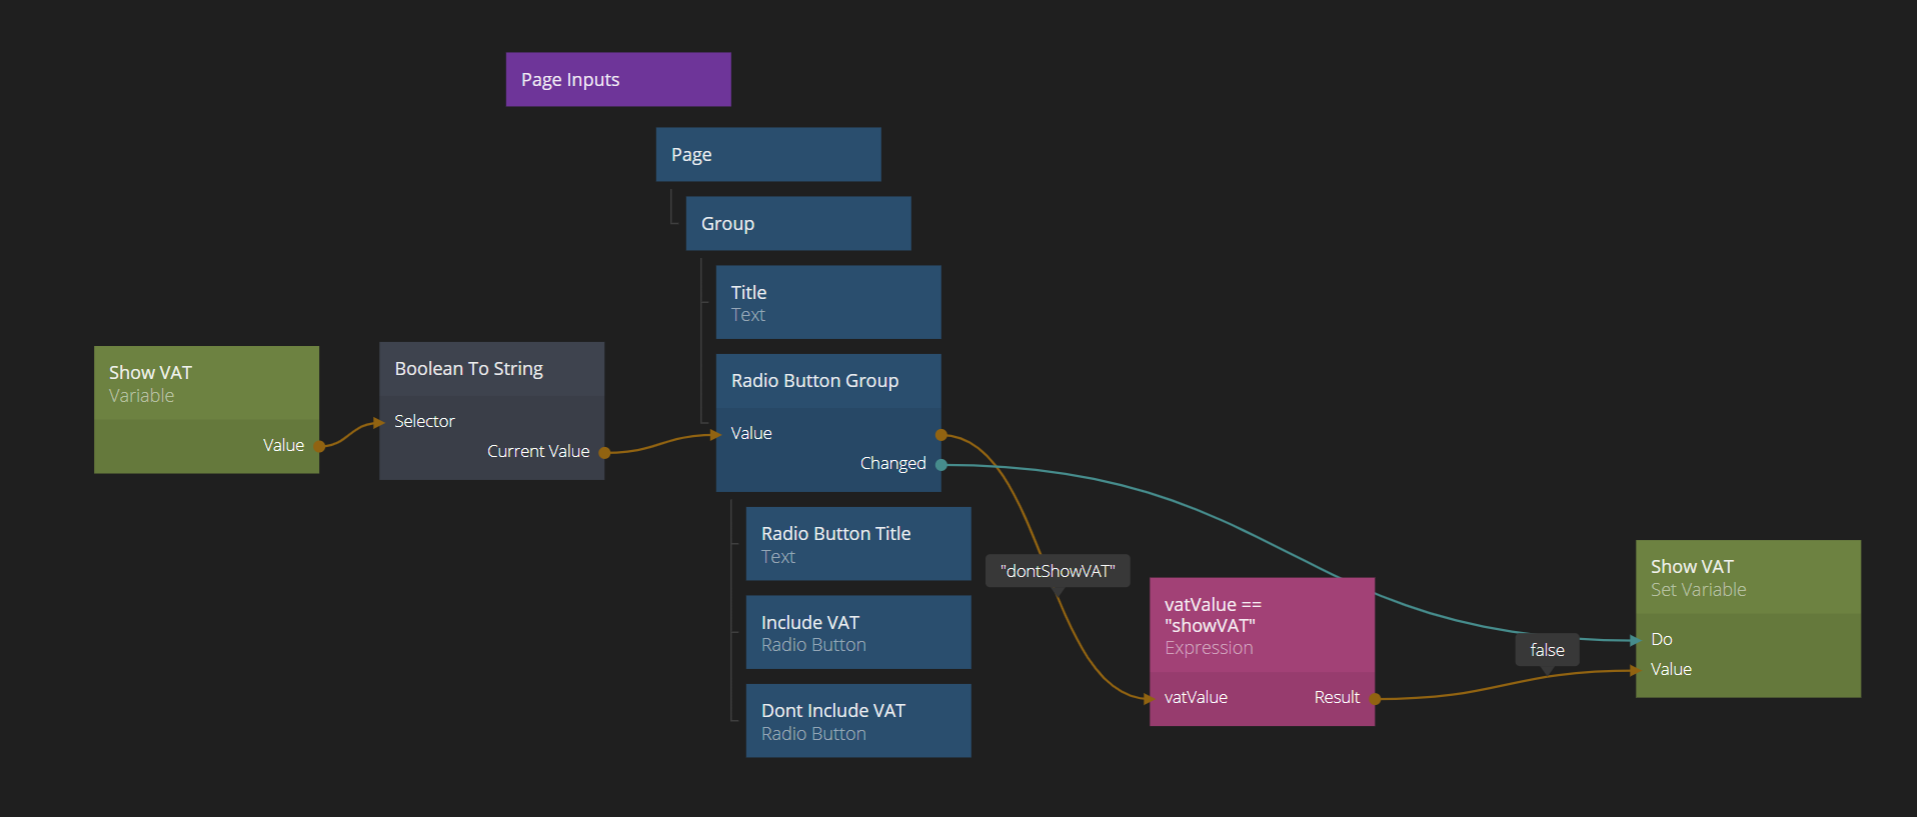 Page Inputs
Page
Group
Title
Text
Show VAT
Variable
Value
Boolean To String
Selector
Current Value
Radio Button Group
Value
Changed
Radio Button Title
Text
Include VAT
Radio Button
Dont Include VAT
Radio Button
"dontShowVAT"
vatValue ==
"showVAT"
Expression
vatValue
Result
false
Show VAT
Set Variable
Do
Value